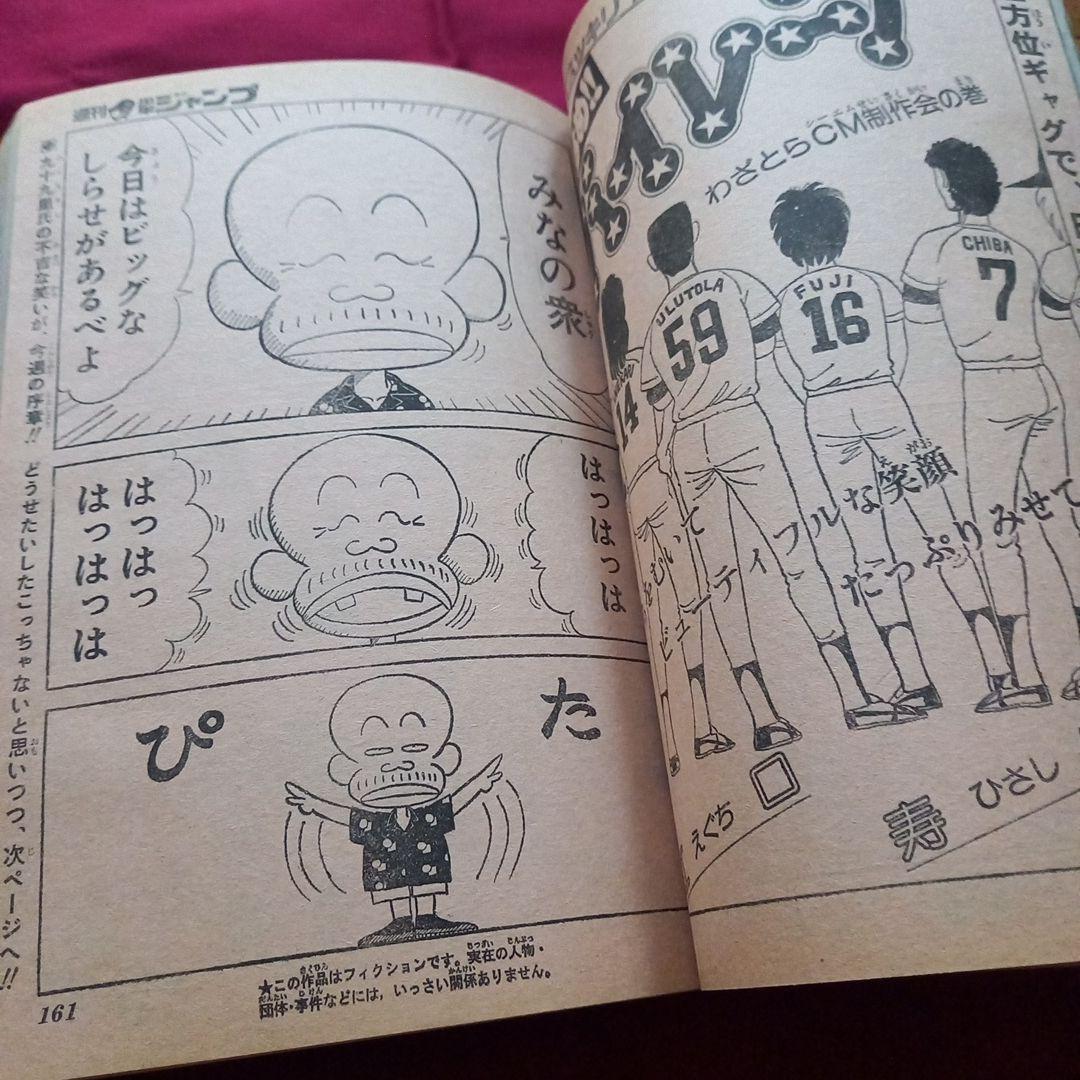 週刊少年ジャンプ
みなの衆
今日はビッグな
しらせがあるべよ
はっはっは
はっはっ
はっはっは
ぴた
第九十九願氏の不吉な笑いが、今週の序章!! どうせたいしたこっちゃないと思いつつ、次ページへ!!
★この作品はフィクションです。実在の人物・
団体・事件などには、いっさい関係ありません。
161
方位ギャグで、
わざとらCM制作会の巻
CHIBA
7
FUJI
16
ULUTOLA
59
14
むいて
ビューティフルな笑顔
たっぷりみせて
えぐち
寿
ひさし